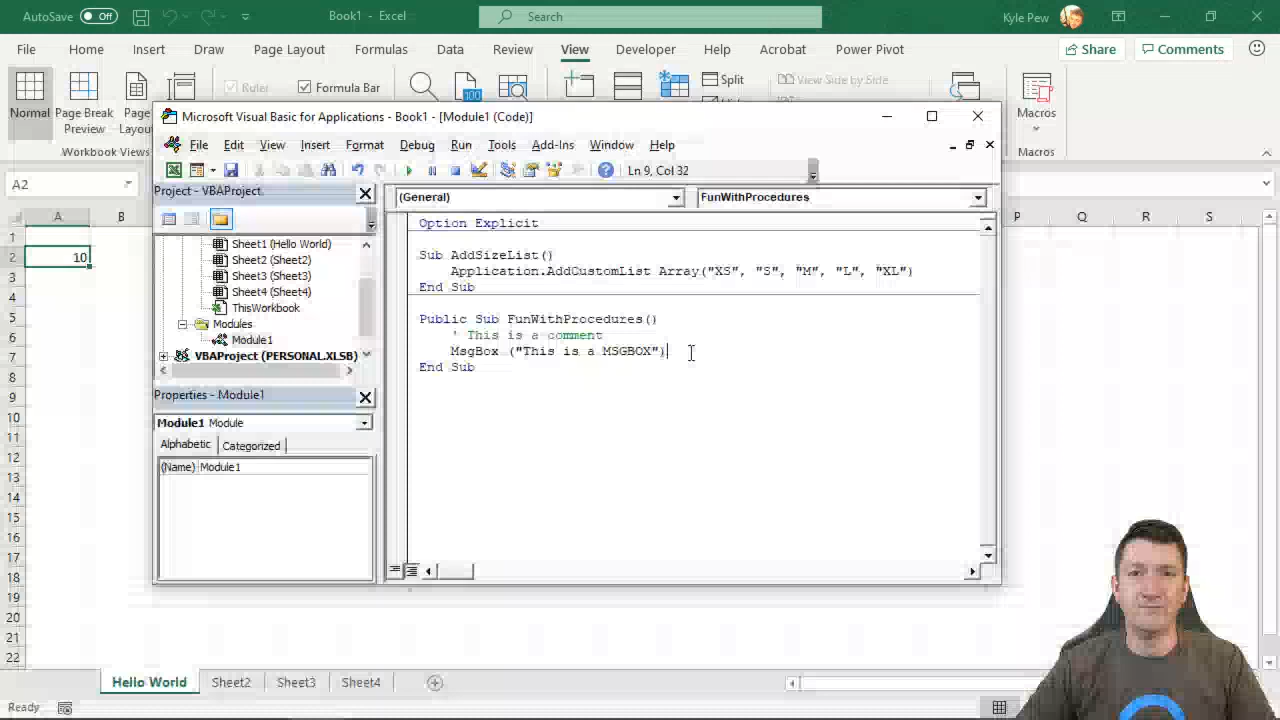 AutoSave Off Book1 - Excel Search Kyle Pew
File Home Insert Draw Page Layout Formulas Data Review View Developer Help Acrobat Power Pivot Share Comments
Ruler Formula Bar 100 Split View Side by Side
Normal Page Break Preview Page Layou Macros
Workbook Views Macros
Microsoft Visual Basic for Applications - Book1 - [Module1 (Code)]
File Edit View Insert Format Debug Run Tools Add-Ins Window Help
Ln 9, Col 32
A2
Project - VBAProject
(General) FunWithProcedures
A B P Q R S
Sheet1 (Hello World)
Sheet2 (Sheet2)
Sheet3 (Sheet3)
Sheet4 (Sheet4)
ThisWorkbook
Modules
Module1
VBAProject (PERSONAL.XLSB)
Option Explicit
Sub AddSizeList()
Application.AddCustomList Array("XS", "S", "M", "L", "XL")
End Sub
Public Sub FunWithProcedures()
' This is a comment
MsgBox ("This is a MSGBOX")
End Sub
Properties - Module1
Module1 Module
Alphabetic Categorized
(Name) Module1
1
2 10
3
4
5
6
7
8
9
10
11
12
13
14
15
16
17
18
19
20
21
22
Hello World Sheet2 Sheet3 Sheet4
Ready